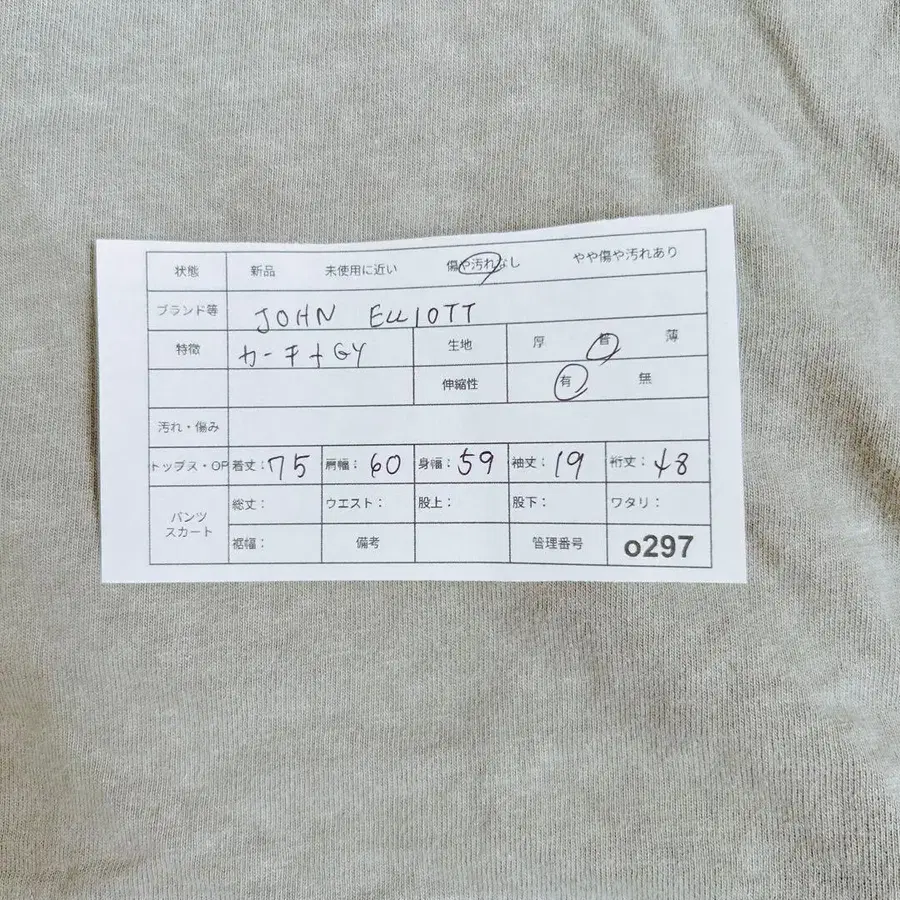 状態 新品 未使用に近い 傷や汚れなし やや傷や汚れあり
ブランド等 JOHN ELLIOTT
特徴 カーキナGY 生地 厚 普 薄
伸縮性 有 無
汚れ・傷み
トップス・OP 着丈：75 肩幅：60 身幅：59 袖丈：19 裄丈：48
パンツ スカート 総丈： ウエスト： 股上： 股下： ワタリ：
裾幅： 備考 管理番号 o297